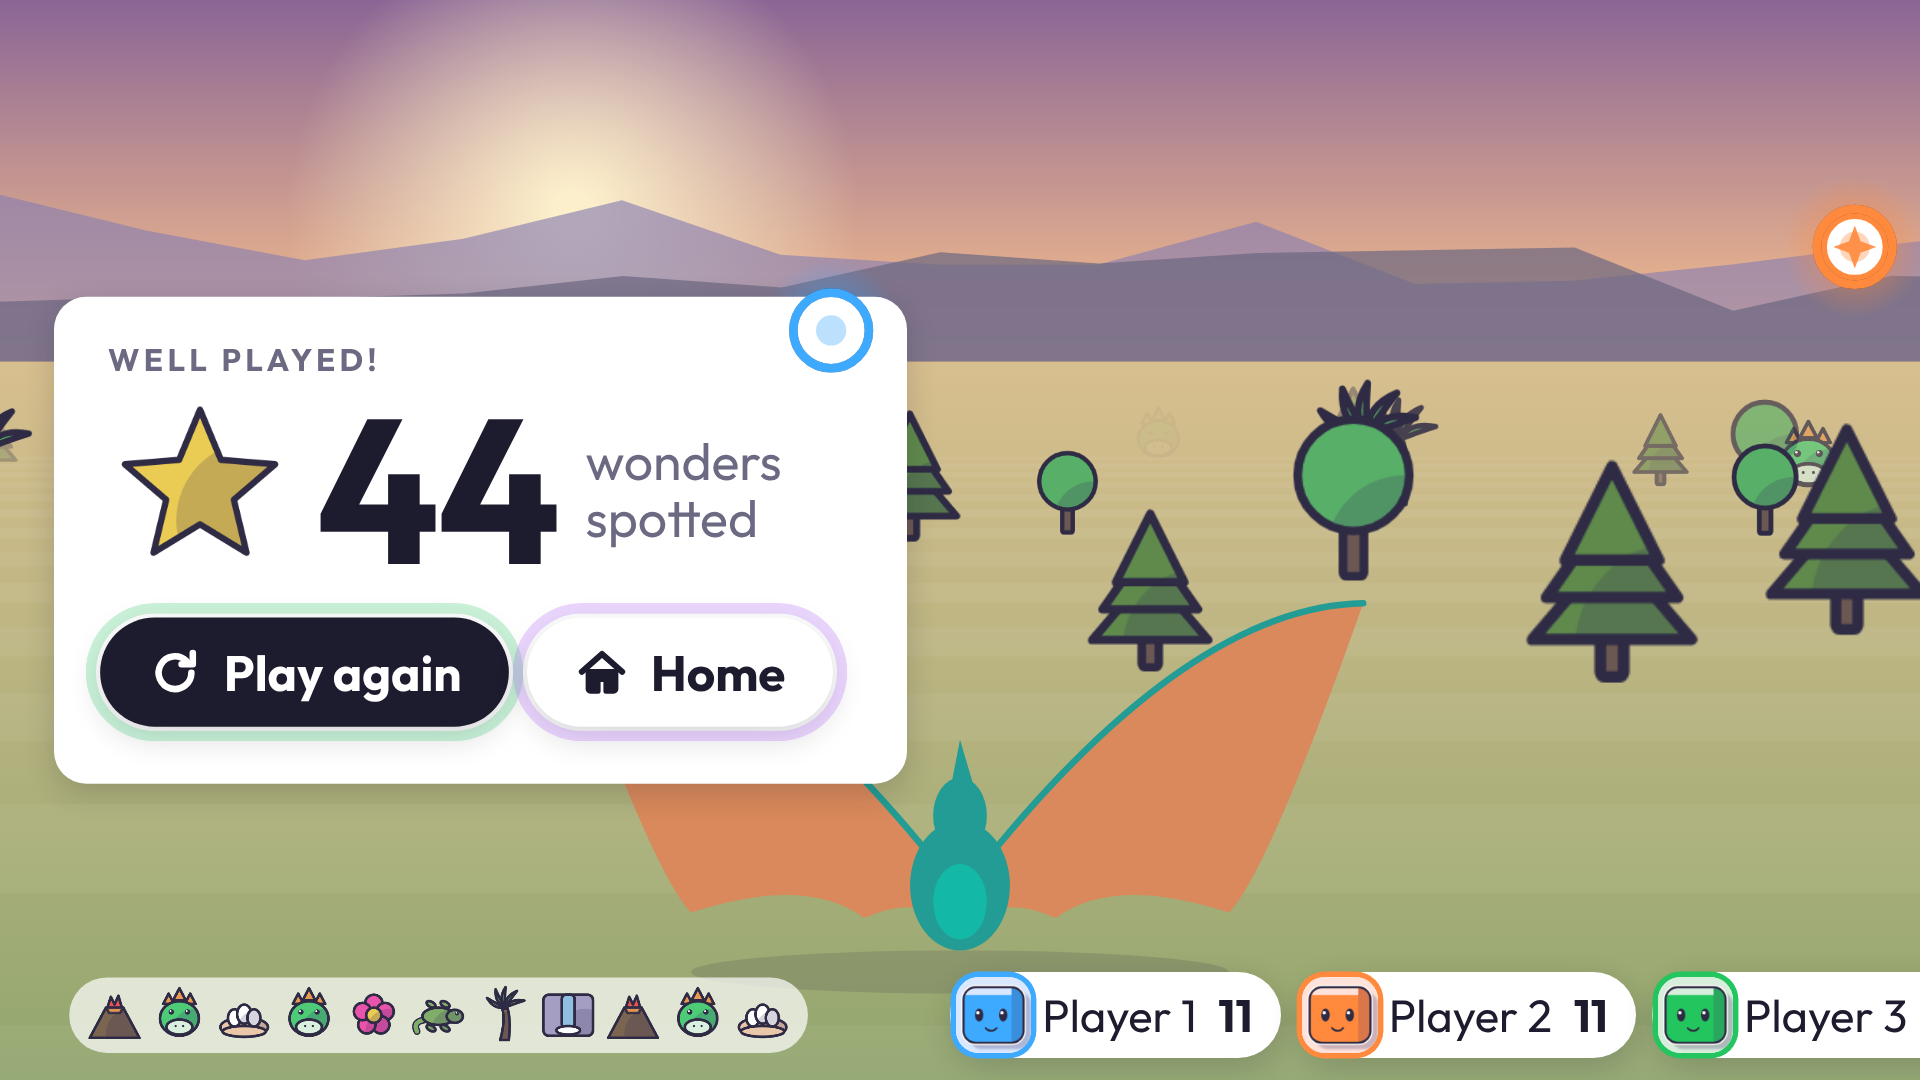 WELL PLAYED!
44
wonders
spotted
Play again
Home
Player 1 11
Player 2 11
Player 3